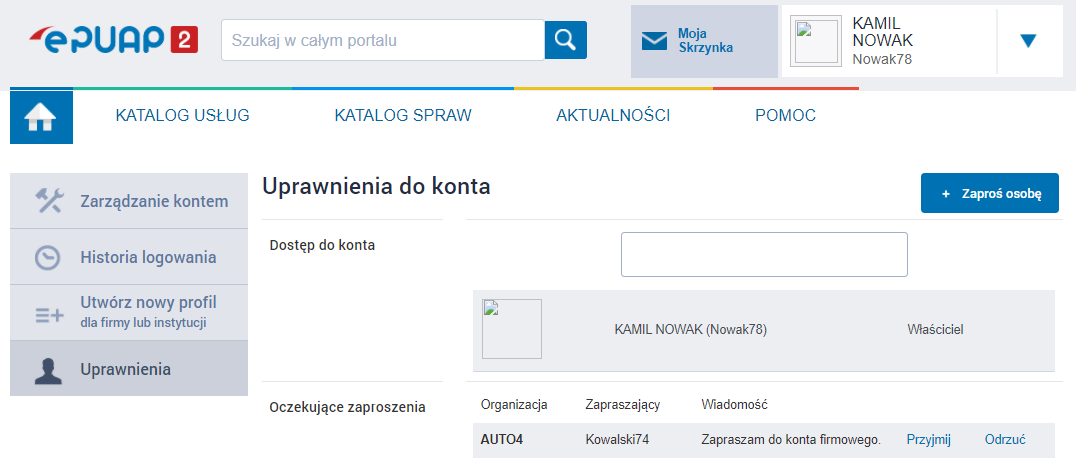 ePUAP 2
Szukaj w całym portalu
Moja
Skrzynka
KAMIL
NOWAK
Nowak78
KATALOG USŁUG
KATALOG SPRAW
AKTUALNOŚCI
POMOC
Zarządzanie kontem
Historia logowania
Utwórz nowy profil
dla firmy lub instytucji
Uprawnienia
Uprawnienia do konta
+ Zaproś osobę
Dostęp do konta
KAMIL NOWAK (Nowak78) Właściciel
Oczekujące zaproszenia
Organizacja Zapraszający Wiadomość
AUTO4 Kowalski74 Zapraszam do konta firmowego. Przyjmij Odrzuć